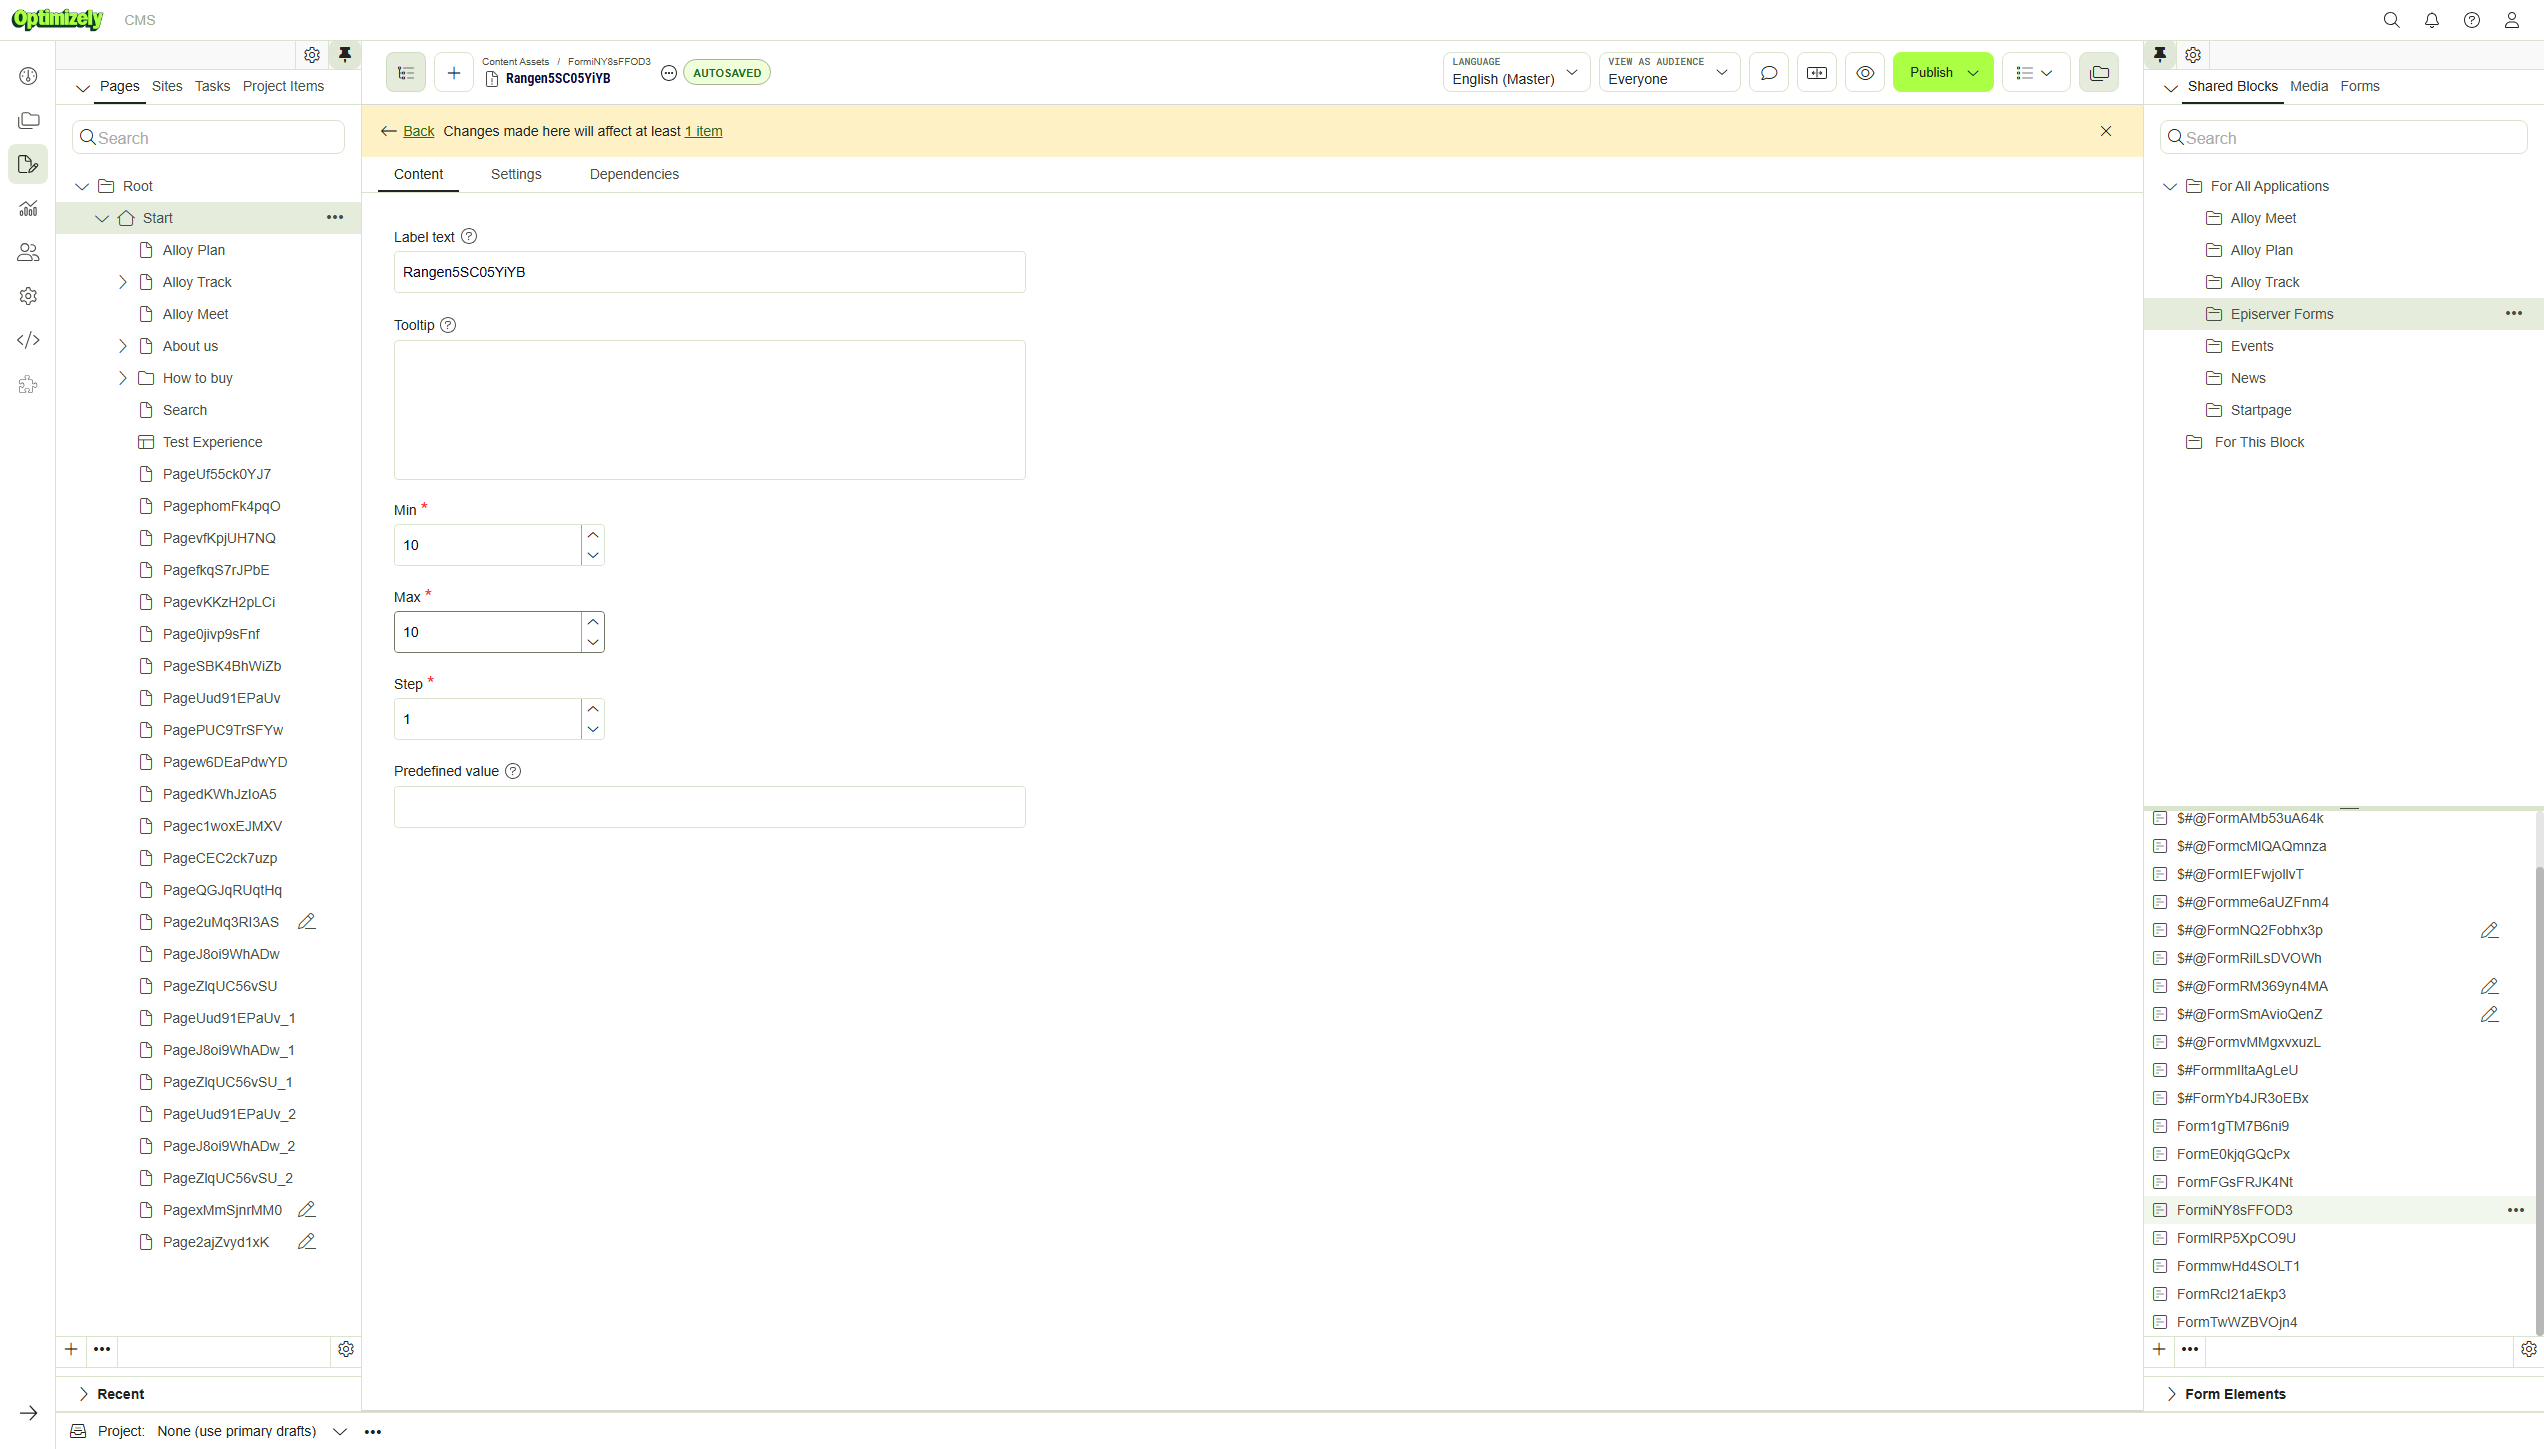 Optimizely CMS
Pages Sites Tasks Project Items
Search
Root
Start
Alloy Plan
Alloy Track
Alloy Meet
About us
How to buy
Search
Test Experience
PageUf55ck0YJ7
PagephomFk4pqO
PagevfKpjUH7NQ
PagefkqS7rJPbE
PagevKKzH2pLCi
Page0jivp9sFnf
PageSBK4BhWiZb
PageUud91EPaUv
PagePUC9TrSFYw
Pagew6DEaPdwYD
PagedKWhJzIoA5
Pagec1woxEJMXV
PageCEC2ck7uzp
PageQGJqRUqtHq
Page2uMq3RI3AS
PageJ8oi9WhADw
PageZIqUC56vSU
PageUud91EPaUv_1
PageJ8oi9WhADw_1
PageZIqUC56vSU_1
PageUud91EPaUv_2
PageJ8oi9WhADw_2
PageZIqUC56vSU_2
PagexMmSjnrMM0
Page2ajZvyd1xK
Recent
Project: None (use primary drafts)
Content Assets / FormiNY8sFFOD3
Rangen5SC05YiYB
AUTOSAVED
LANGUAGE
English (Master)
VIEW AS AUDIENCE
Everyone
Publish
Back Changes made here will affect at least 1 item
Content Settings Dependencies
Label text
Rangen5SC05YiYB
Tooltip
Min *
10
Max *
10
Step *
1
Predefined value
Shared Blocks Media Forms
Search
For All Applications
Alloy Meet
Alloy Plan
Alloy Track
Episerver Forms
Events
News
Startpage
For This Block
$#@FormAMb53uA64k
$#@FormcMIQAQmnza
$#@FormIEFwjollvT
$#@Formme6aUZFnm4
$#@FormNQ2Fobhx3p
$#@FormRilLsDVOWh
$#@FormRM369yn4MA
$#@FormSmAvioQenZ
$#@FormvMMgxvxuzL
$#FormmIltaAgLeU
$#FormYb4JR3oEBx
Form1gTM7B6ni9
FormE0kjqGQcPx
FormFGsFRJK4Nt
FormiNY8sFFOD3
FormIRP5XpCO9U
FormmwHd4SOLT1
FormRcI21aEkp3
FormTwWZBVOjn4
Form Elements